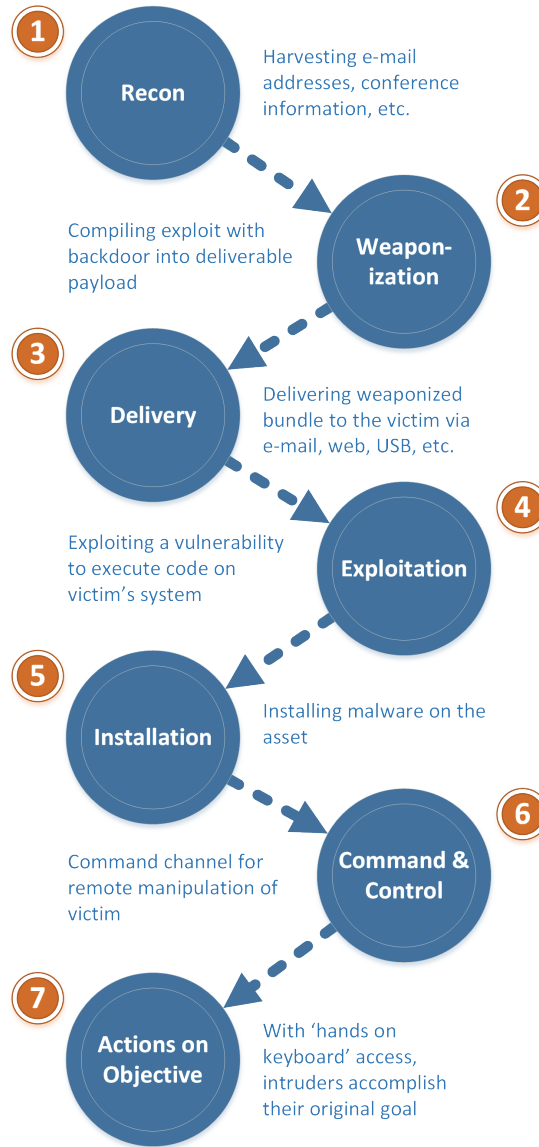 1
Recon
Harvesting e-mail
addresses, conference
information, etc.
2
Weapon-
ization
Compiling exploit with
backdoor into deliverable
payload
3
Delivery
Delivering weaponized
bundle to the victim via
e-mail, web, USB, etc.
4
Exploitation
Exploiting a vulnerability
to execute code on
victim’s system
5
Installation
Installing malware on the
asset
6
Command &
Control
Command channel for
remote manipulation of
victim
7
Actions on
Objective
With ‘hands on
keyboard’ access,
intruders accomplish
their original goal